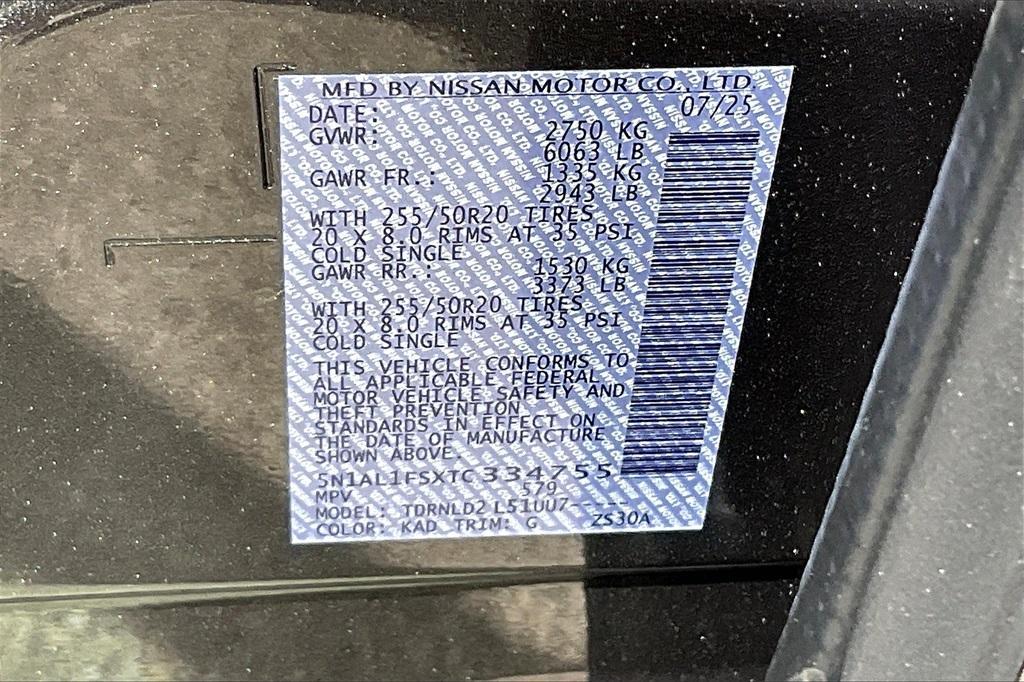 MFD BY NISSAN MOTOR CO., LTD.
DATE: 07/25
GVWR: 2750 KG
6063 LB
GAWR FR.: 1335 KG
2943 LB
WITH 255/50R20 TIRES
20 X 8.0 RIMS AT 35 PSI
COLD SINGLE
GAWR RR.: 1530 KG
3373 LB
WITH 255/50R20 TIRES
20 X 8.0 RIMS AT 35 PSI
COLD SINGLE
THIS VEHICLE CONFORMS TO
ALL APPLICABLE FEDERAL
MOTOR VEHICLE SAFETY AND
THEFT PREVENTION
STANDARDS IN EFFECT ON
THE DATE OF MANUFACTURE
SHOWN ABOVE.
5N1AL1FSXTC334755
MPV 579
MODEL: TDRNLD2 L51UU7-----
COLOR: KAD TRIM: G ZS30A